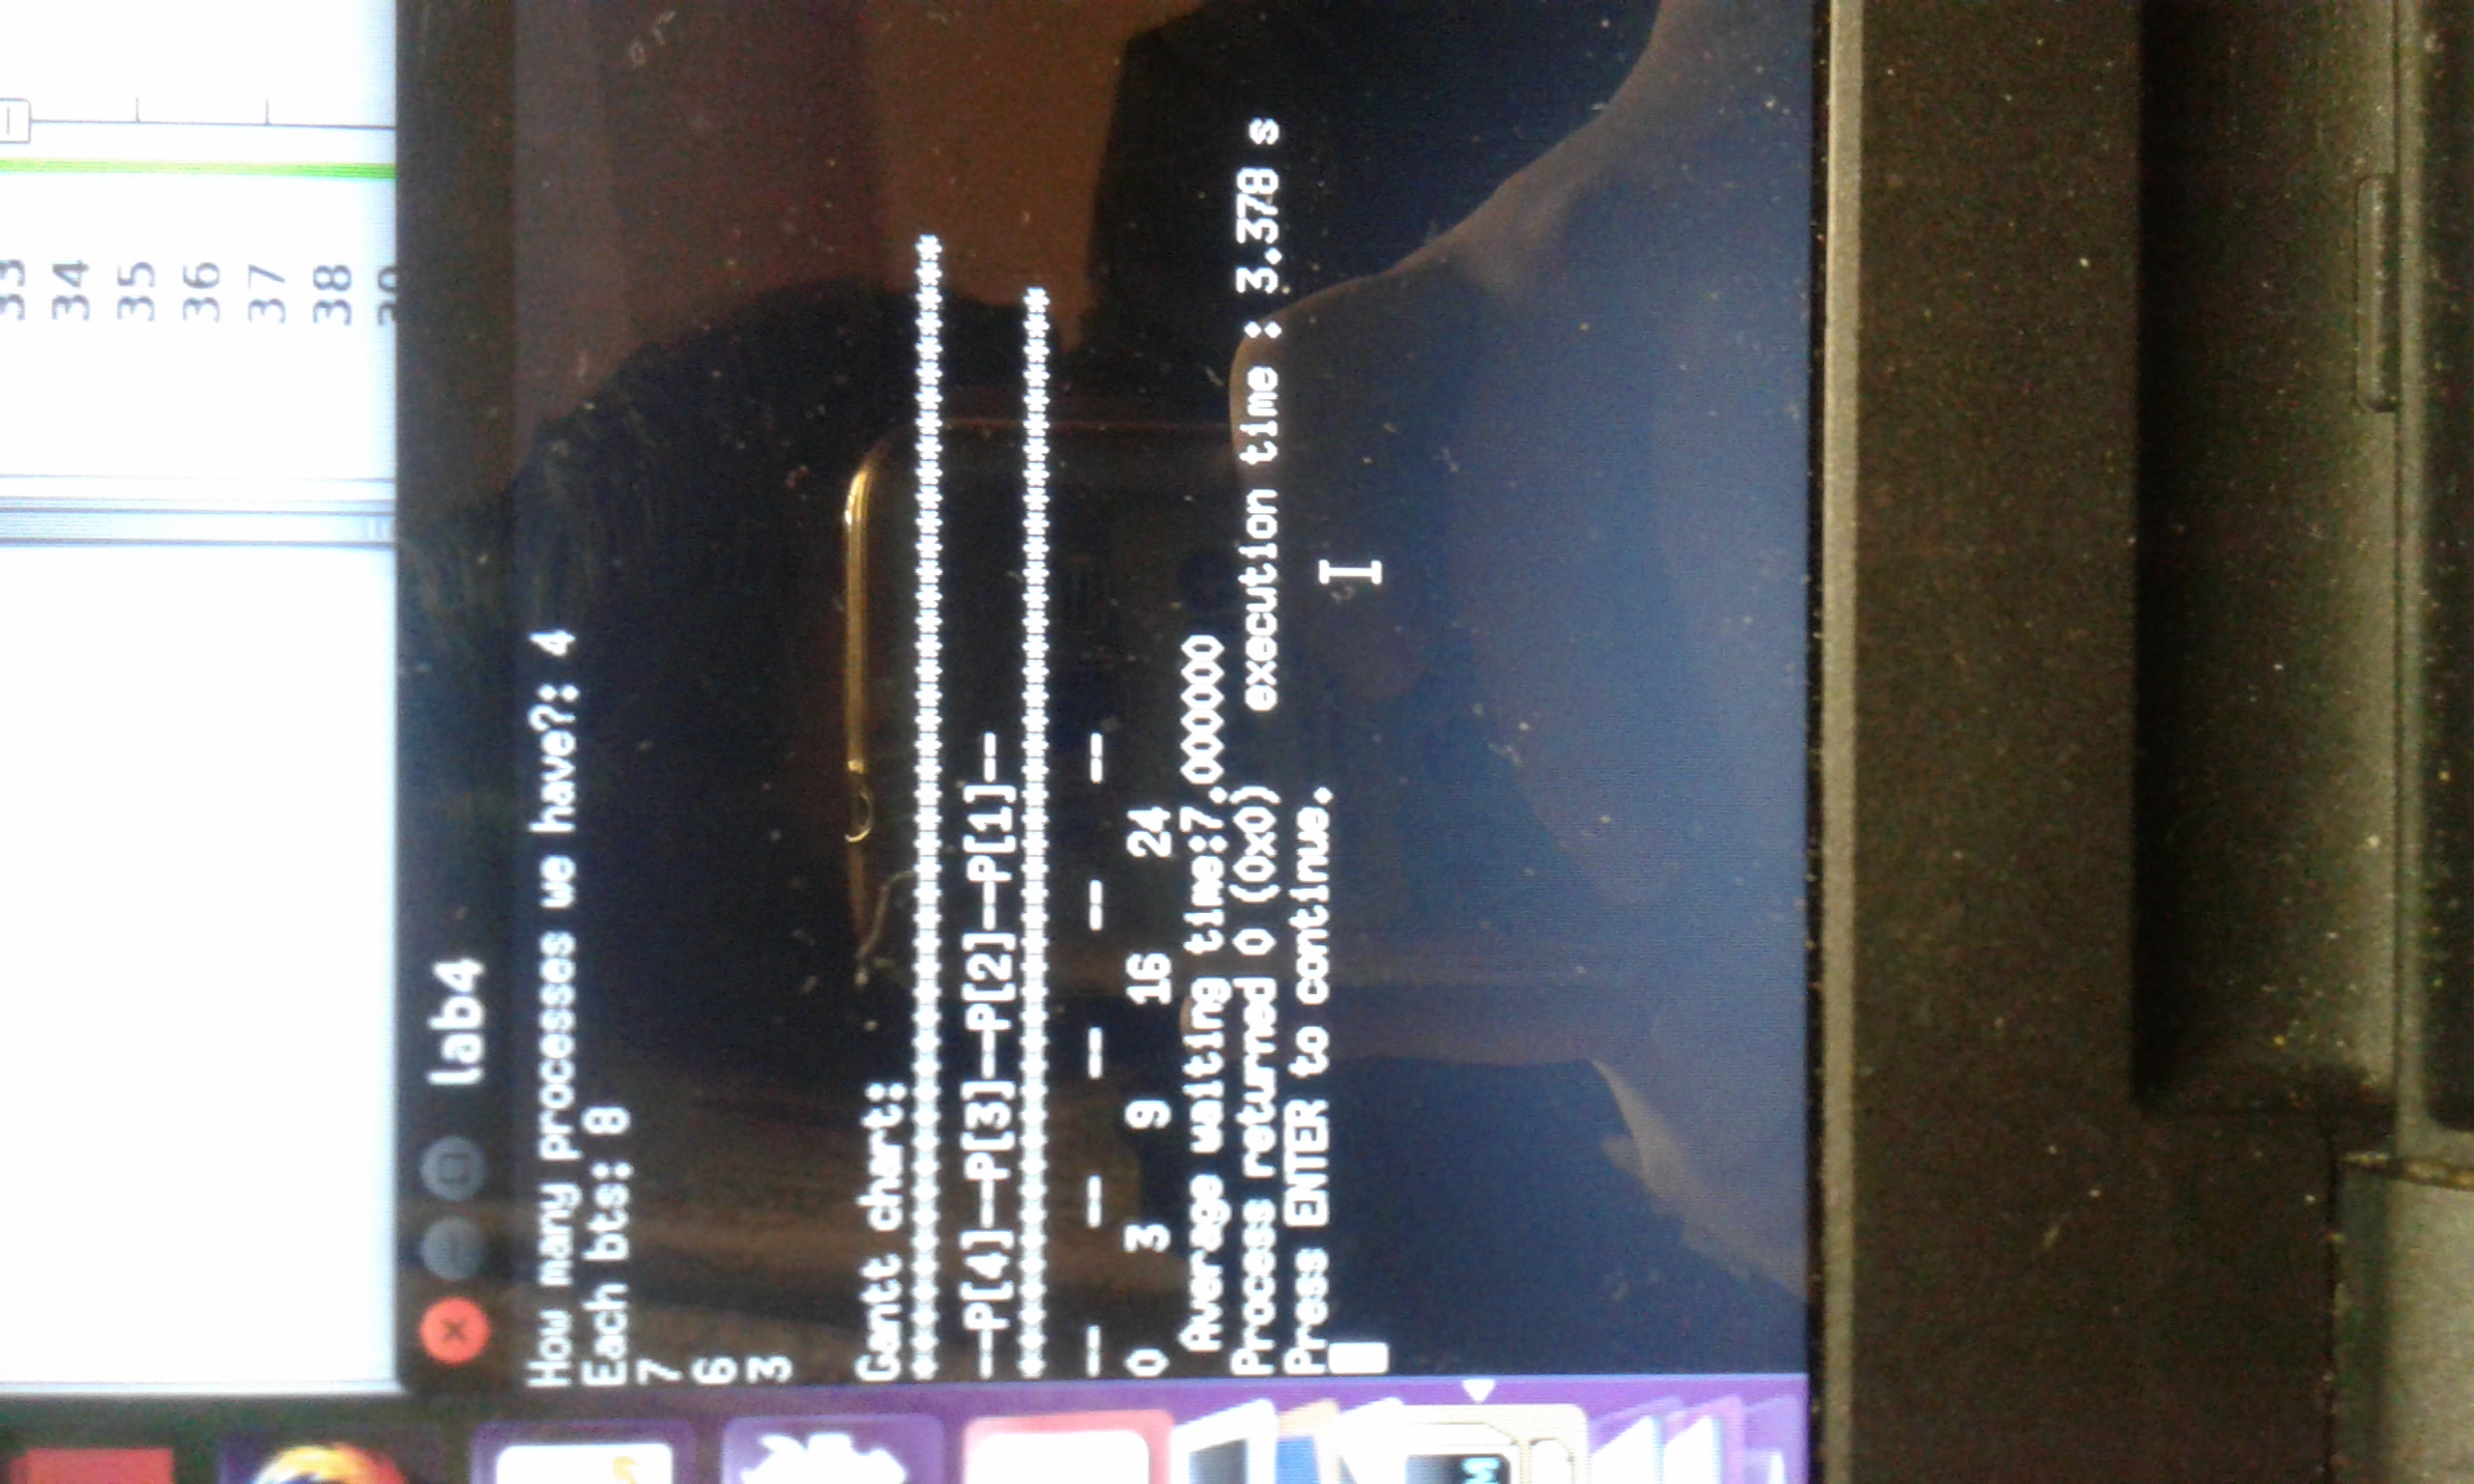 33
34
35
36
37
38
39
lab4
How many processes we have?: 4
Each bts: 8
7
6
3
Gantt chart:
**********************************************
--P[4]--P[3]--P[2]--P[1]--
********************************************
-- -- -- -- --
0 3 9 16 24
Average waiting time:7.000000
Process returned 0 (0x0) execution time : 3.378 s
Press ENTER to continue.
M